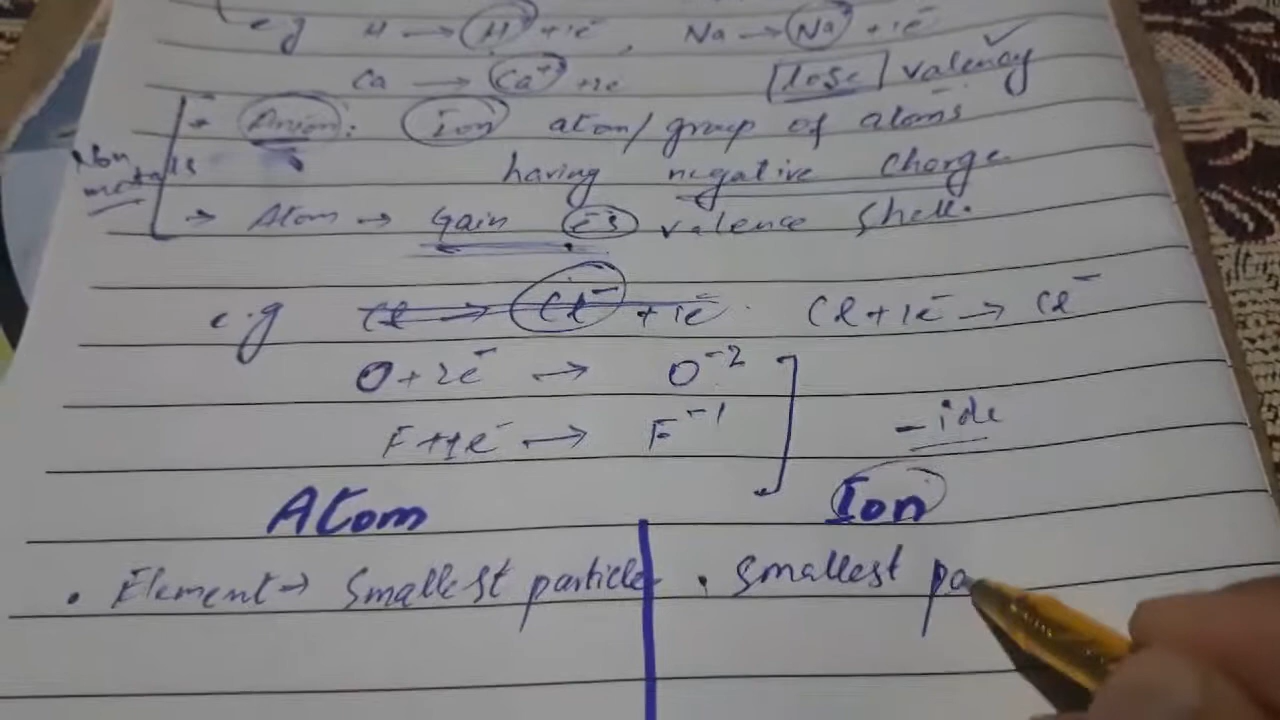 e.g H → H⁺ + 1e⁻, Na → Na⁺ + 1e⁻
Ca → Ca⁺² + 2e [lose] valency
Non metals
→ Anion: Ion atom/group of atoms
having negative charge
→ Atom → Gain es⁻ valence shell.
e.g Cl → Cl⁻ + 1e⁻. Cl + 1e⁻ → Cl⁻
O + 2e⁻ → O⁻²
F + 1e⁻ → F⁻¹
- ide
Atom Ion
• Element → Smallest particle • Smallest pa